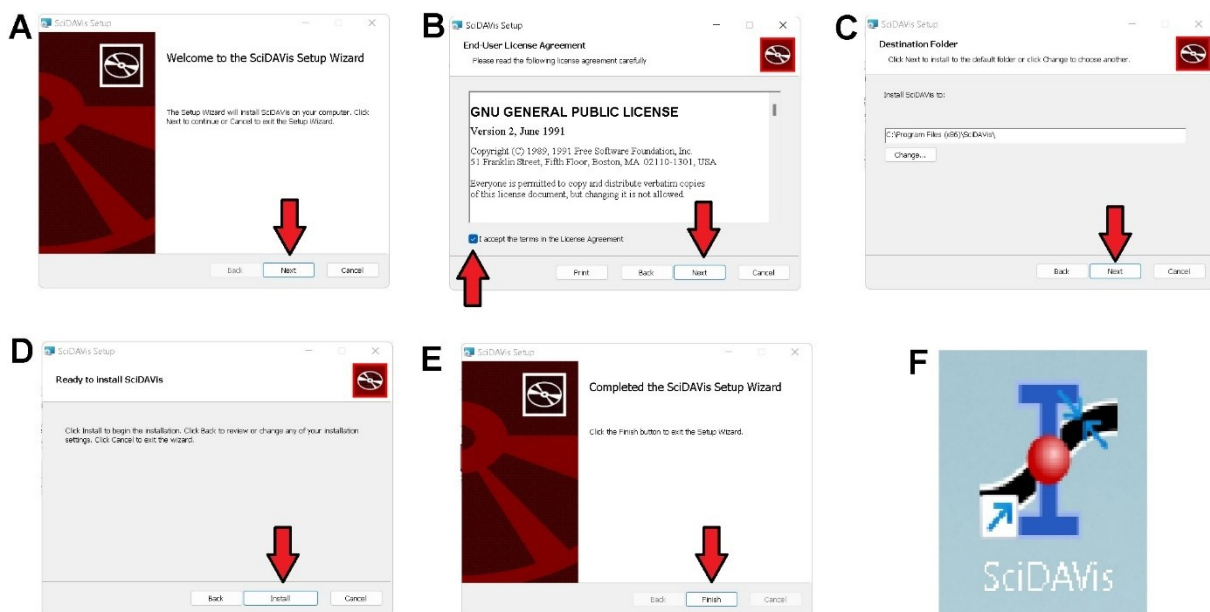 A
SciDAVis Setup
Welcome to the SciDAVis Setup Wizard
The Setup Wizard will install SciDAVis on your computer. Click
Next to continue or Cancel to exit the Setup Wizard.
Back Next Cancel
B
SciDAVis Setup
End-User License Agreement
Please read the following license agreement carefully
GNU GENERAL PUBLIC LICENSE
Version 2, June 1991
Copyright (C) 1989, 1991 Free Software Foundation, Inc.
51 Franklin Street, Fifth Floor, Boston, MA 02110-1301, USA
Everyone is permitted to copy and distribute verbatim copies
of this license document, but changing it is not allowed.
I accept the terms in the License Agreement
Print Back Next Cancel
C
SciDAVis Setup
Destination Folder
Click Next to install to the default folder or click Change to choose another.
Install SciDAVis to:
C:\Program Files (x86)\SciDAVis\
Change...
Back Next Cancel
D
SciDAVis Setup
Ready to install SciDAVis
Click Install to begin the installation. Click Back to review or change any of your installation
settings. Click Cancel to exit the wizard.
Back Install Cancel
E
SciDAVis Setup
Completed the SciDAVis Setup Wizard
Click the Finish button to exit the Setup Wizard.
Back Finish Cancel
F
SciDAVis